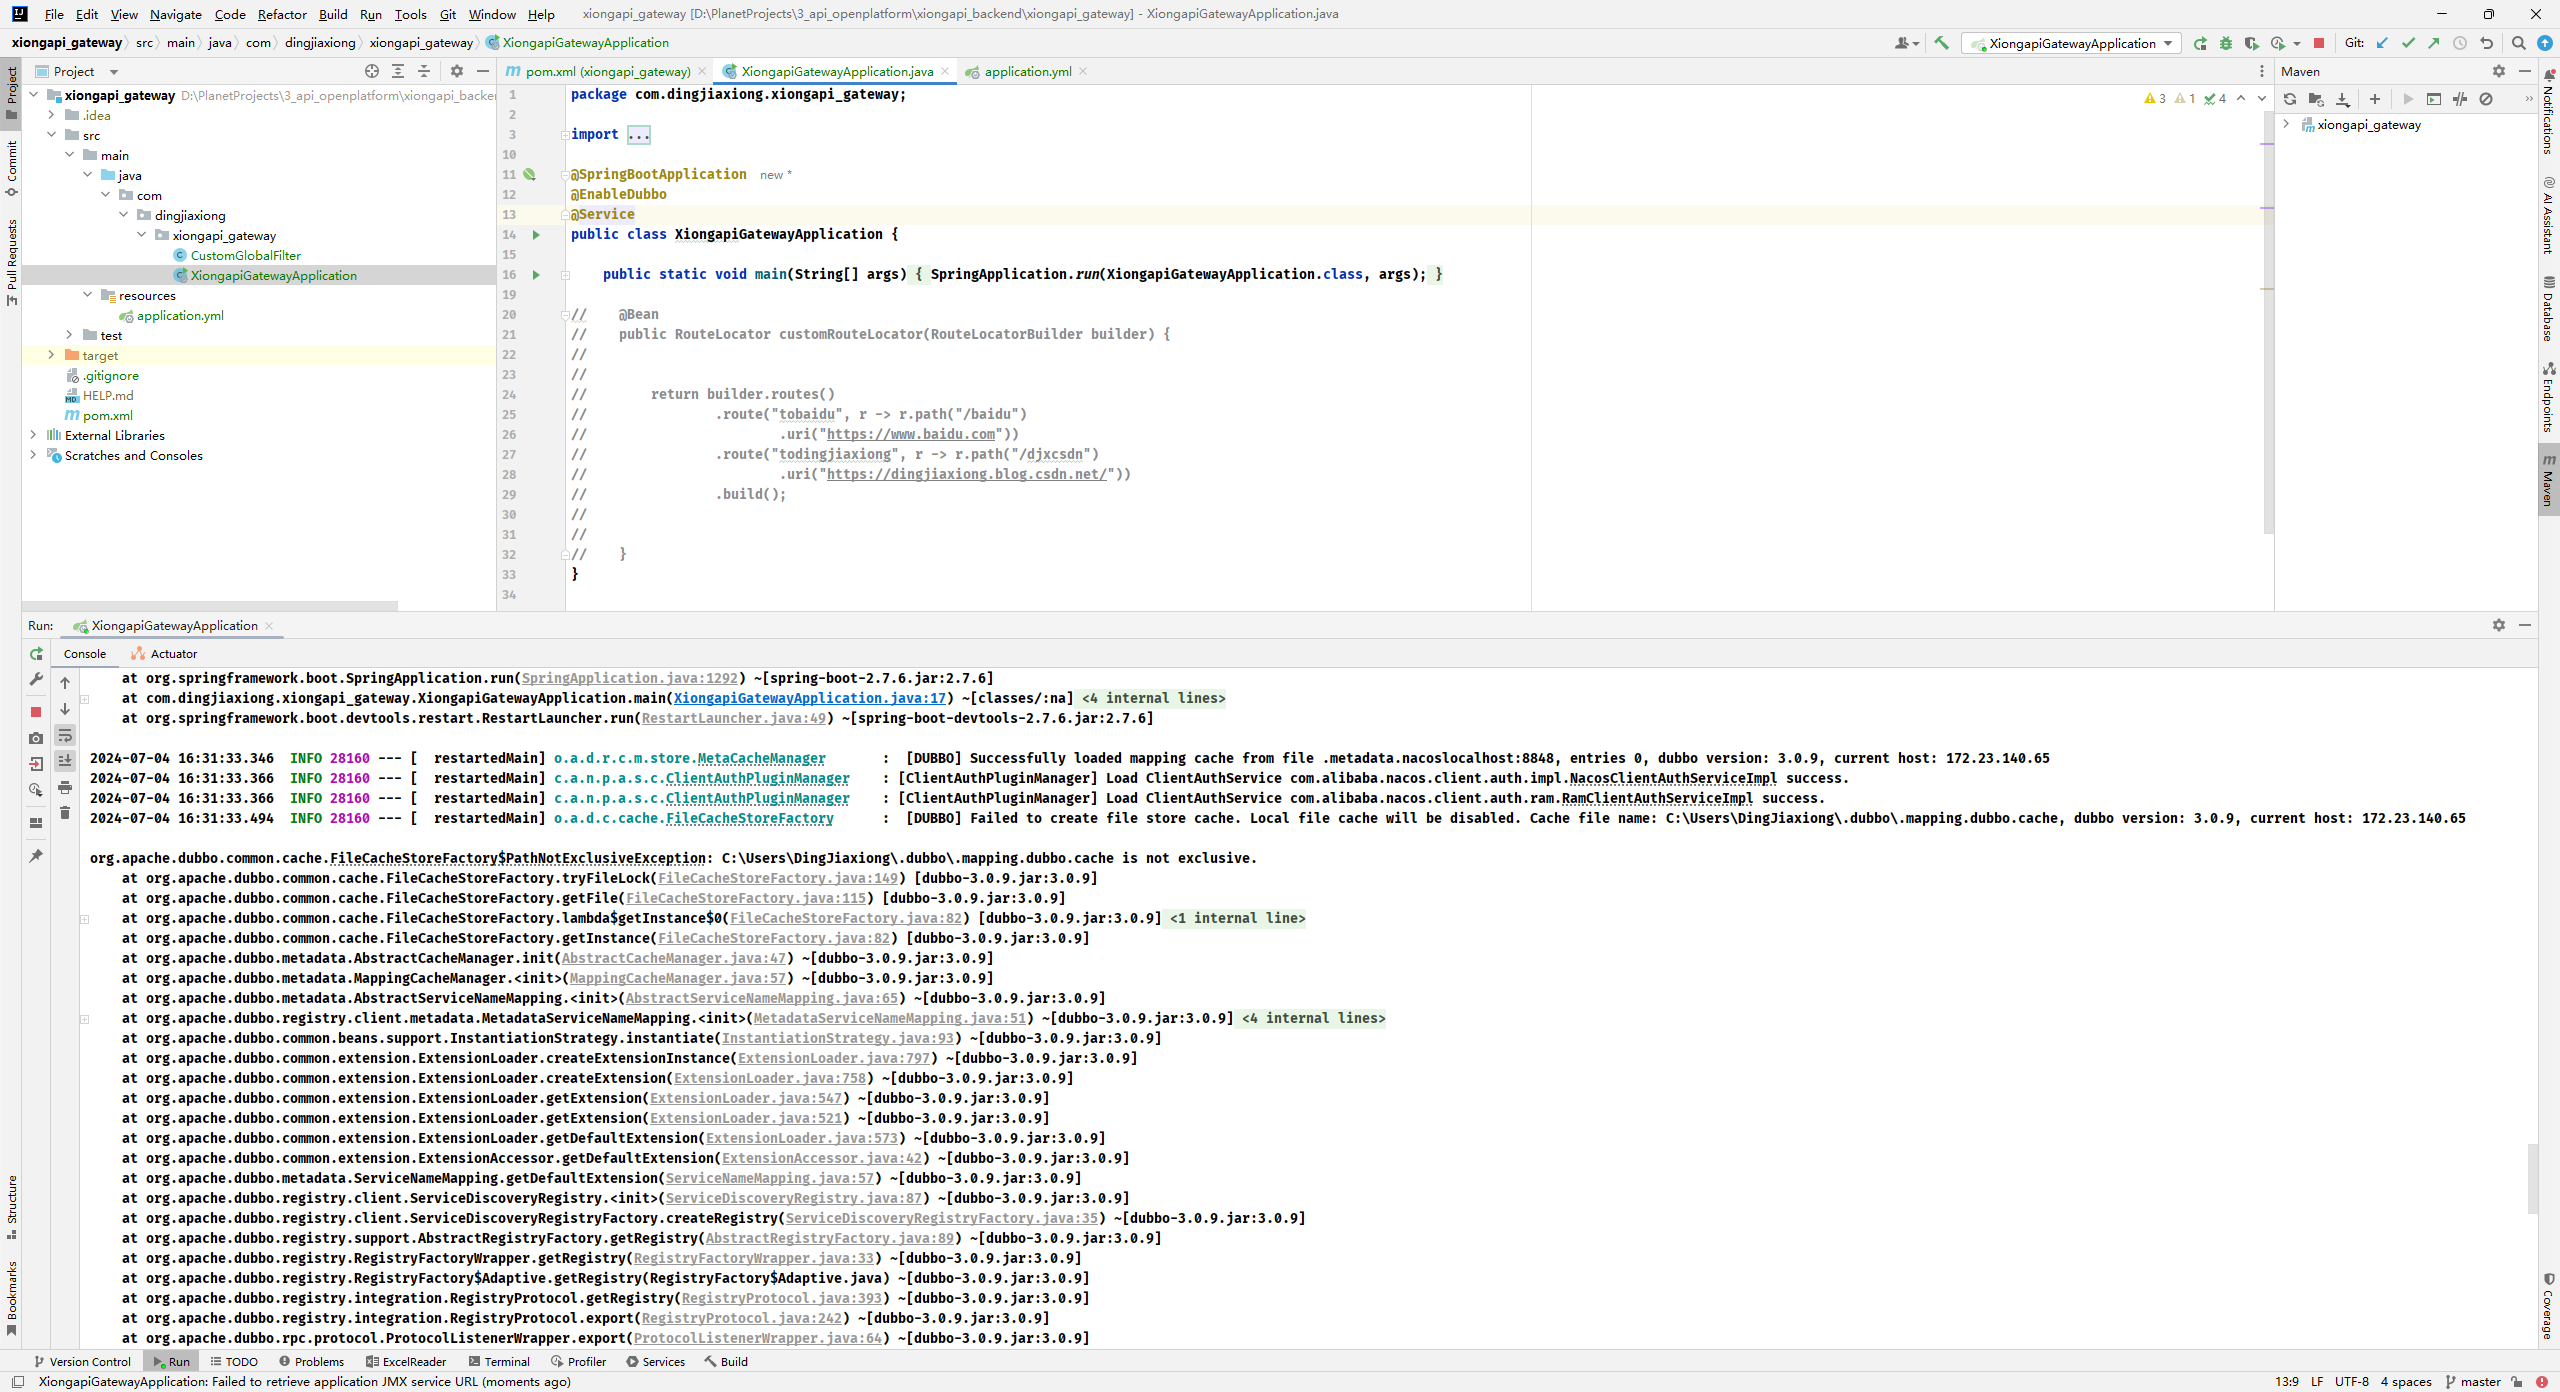 File Edit View Navigate Code Refactor Build Run Tools Git Window Help xiongapi_gateway [D:\PlanetProjects\3_api_openplatform\xiongapi_backend\xiongapi_gateway] - XiongapiGatewayApplication.java
xiongapi_gateway src main java com dingjiaxiong xiongapi_gateway XiongapiGatewayApplication
XiongapiGatewayApplication Git:
Project
pom.xml (xiongapi_gateway) XiongapiGatewayApplication.java application.yml
Maven
xiongapi_gateway D:\PlanetProjects\3_api_openplatform\xiongapi_backen
.idea
src
main
java
com
dingjiaxiong
xiongapi_gateway
CustomGlobalFilter
XiongapiGatewayApplication
resources
application.yml
test
target
.gitignore
HELP.md
pom.xml
External Libraries
Scratches and Consoles
Project
Commit
Pull Requests
Structure
Bookmarks
3 1 4
1 package com.dingjiaxiong.xiongapi_gateway;
2
3 import ...
10
11 @SpringBootApplication new *
12 @EnableDubbo
13 @Service
14 public class XiongapiGatewayApplication {
15
16 public static void main(String[] args) { SpringApplication.run(XiongapiGatewayApplication.class, args); }
19
20 // @Bean
21 // public RouteLocator customRouteLocator(RouteLocatorBuilder builder) {
22 //
23 //
24 // return builder.routes()
25 // .route("tobaidu", r -> r.path("/baidu")
26 // .uri("https://www.baidu.com"))
27 // .route("todingjiaxiong", r -> r.path("/djxcsdn")
28 // .uri("https://dingjiaxiong.blog.csdn.net/"))
29 // .build();
30 //
31 //
32 // }
33 }
34
xiongapi_gateway
Notifications
AI Assistant
Database
Endpoints
Maven
Coverage
Run: XiongapiGatewayApplication
Console Actuator
at org.springframework.boot.SpringApplication.run(SpringApplication.java:1292) ~[spring-boot-2.7.6.jar:2.7.6]
at com.dingjiaxiong.xiongapi_gateway.XiongapiGatewayApplication.main(XiongapiGatewayApplication.java:17) ~[classes/:na] <4 internal lines>
at org.springframework.boot.devtools.restart.RestartLauncher.run(RestartLauncher.java:49) ~[spring-boot-devtools-2.7.6.jar:2.7.6]
2024-07-04 16:31:33.346 INFO 28160 --- [ restartedMain] o.a.d.r.c.m.store.MetaCacheManager : [DUBBO] Successfully loaded mapping cache from file .metadata.nacoslocalhost:8848, entries 0, dubbo version: 3.0.9, current host: 172.23.140.65
2024-07-04 16:31:33.366 INFO 28160 --- [ restartedMain] c.a.n.p.a.s.c.ClientAuthPluginManager : [ClientAuthPluginManager] Load ClientAuthService com.alibaba.nacos.client.auth.impl.NacosClientAuthServiceImpl success.
2024-07-04 16:31:33.366 INFO 28160 --- [ restartedMain] c.a.n.p.a.s.c.ClientAuthPluginManager : [ClientAuthPluginManager] Load ClientAuthService com.alibaba.nacos.client.auth.ram.RamClientAuthServiceImpl success.
2024-07-04 16:31:33.494 INFO 28160 --- [ restartedMain] o.a.d.c.cache.FileCacheStoreFactory : [DUBBO] Failed to create file store cache. Local file cache will be disabled. Cache file name: C:\Users\DingJiaxiong\.dubbo\.mapping.dubbo.cache, dubbo version: 3.0.9, current host: 172.23.140.65
org.apache.dubbo.common.cache.FileCacheStoreFactory$PathNotExclusiveException: C:\Users\DingJiaxiong\.dubbo\.mapping.dubbo.cache is not exclusive.
at org.apache.dubbo.common.cache.FileCacheStoreFactory.tryFileLock(FileCacheStoreFactory.java:149) [dubbo-3.0.9.jar:3.0.9]
at org.apache.dubbo.common.cache.FileCacheStoreFactory.getFile(FileCacheStoreFactory.java:115) [dubbo-3.0.9.jar:3.0.9]
at org.apache.dubbo.common.cache.FileCacheStoreFactory.lambda$getInstance$0(FileCacheStoreFactory.java:82) [dubbo-3.0.9.jar:3.0.9] <1 internal line>
at org.apache.dubbo.common.cache.FileCacheStoreFactory.getInstance(FileCacheStoreFactory.java:82) [dubbo-3.0.9.jar:3.0.9]
at org.apache.dubbo.metadata.AbstractCacheManager.init(AbstractCacheManager.java:47) ~[dubbo-3.0.9.jar:3.0.9]
at org.apache.dubbo.metadata.MappingCacheManager.<init>(MappingCacheManager.java:57) ~[dubbo-3.0.9.jar:3.0.9]
at org.apache.dubbo.metadata.AbstractServiceNameMapping.<init>(AbstractServiceNameMapping.java:65) ~[dubbo-3.0.9.jar:3.0.9]
at org.apache.dubbo.registry.client.metadata.MetadataServiceNameMapping.<init>(MetadataServiceNameMapping.java:51) ~[dubbo-3.0.9.jar:3.0.9] <4 internal lines>
at org.apache.dubbo.common.beans.support.InstantiationStrategy.instantiate(InstantiationStrategy.java:93) ~[dubbo-3.0.9.jar:3.0.9]
at org.apache.dubbo.common.extension.ExtensionLoader.createExtensionInstance(ExtensionLoader.java:797) ~[dubbo-3.0.9.jar:3.0.9]
at org.apache.dubbo.common.extension.ExtensionLoader.createExtension(ExtensionLoader.java:758) ~[dubbo-3.0.9.jar:3.0.9]
at org.apache.dubbo.common.extension.ExtensionLoader.getExtension(ExtensionLoader.java:547) ~[dubbo-3.0.9.jar:3.0.9]
at org.apache.dubbo.common.extension.ExtensionLoader.getExtension(ExtensionLoader.java:521) ~[dubbo-3.0.9.jar:3.0.9]
at org.apache.dubbo.common.extension.ExtensionLoader.getDefaultExtension(ExtensionLoader.java:573) ~[dubbo-3.0.9.jar:3.0.9]
at org.apache.dubbo.common.extension.ExtensionAccessor.getDefaultExtension(ExtensionAccessor.java:42) ~[dubbo-3.0.9.jar:3.0.9]
at org.apache.dubbo.metadata.ServiceNameMapping.getDefaultExtension(ServiceNameMapping.java:57) ~[dubbo-3.0.9.jar:3.0.9]
at org.apache.dubbo.registry.client.ServiceDiscoveryRegistry.<init>(ServiceDiscoveryRegistry.java:87) ~[dubbo-3.0.9.jar:3.0.9]
at org.apache.dubbo.registry.client.ServiceDiscoveryRegistryFactory.createRegistry(ServiceDiscoveryRegistryFactory.java:35) ~[dubbo-3.0.9.jar:3.0.9]
at org.apache.dubbo.registry.support.AbstractRegistryFactory.getRegistry(AbstractRegistryFactory.java:89) ~[dubbo-3.0.9.jar:3.0.9]
at org.apache.dubbo.registry.RegistryFactoryWrapper.getRegistry(RegistryFactoryWrapper.java:33) ~[dubbo-3.0.9.jar:3.0.9]
at org.apache.dubbo.registry.RegistryFactory$Adaptive.getRegistry(RegistryFactory$Adaptive.java) ~[dubbo-3.0.9.jar:3.0.9]
at org.apache.dubbo.registry.integration.RegistryProtocol.getRegistry(RegistryProtocol.java:393) ~[dubbo-3.0.9.jar:3.0.9]
at org.apache.dubbo.registry.integration.RegistryProtocol.export(RegistryProtocol.java:242) ~[dubbo-3.0.9.jar:3.0.9]
at org.apache.dubbo.rpc.protocol.ProtocolListenerWrapper.export(ProtocolListenerWrapper.java:64) ~[dubbo-3.0.9.jar:3.0.9]
Version Control Run TODO Problems ExcelReader Terminal Profiler Services Build
XiongapiGatewayApplication: Failed to retrieve application JMX service URL (moments ago) 13:9 LF UTF-8 4 spaces master